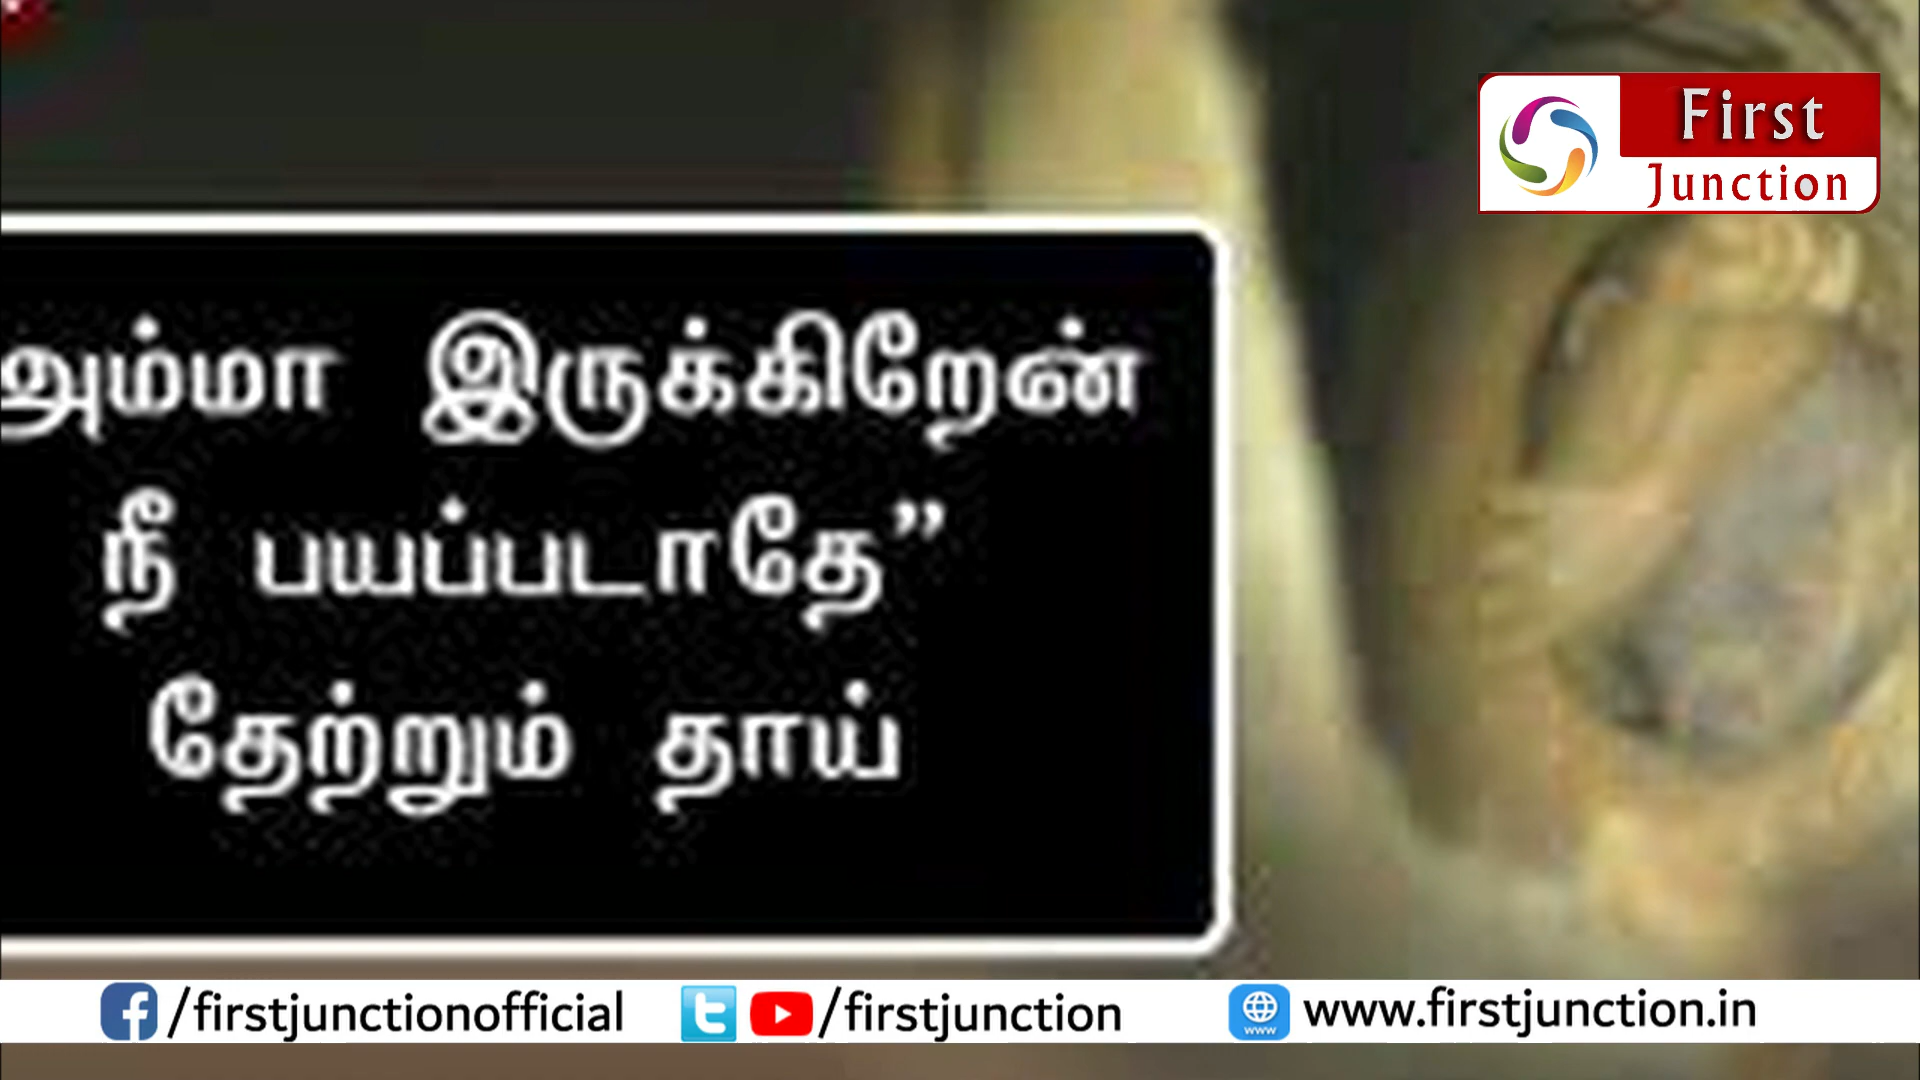 First
Junction
அம்மா இருக்கிறேன்
நீ பயப்படாதே”
தேற்றும் தாய்
/firstjunctionofficial
/firstjunction
www.firstjunction.in